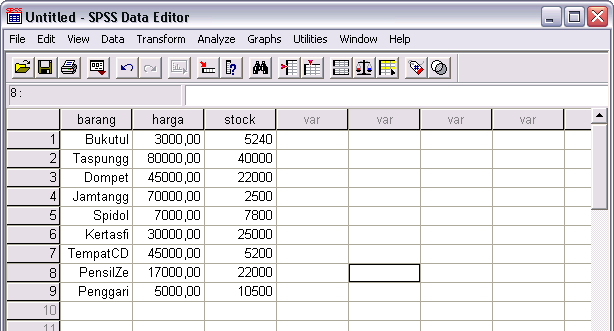 Untitled - SPSS Data Editor
File Edit View Data Transform Analyze Graphs Utilities Window Help
8 :
barang harga stock var var var var
1 Bukutul 3000,00 5240
2 Taspungg 80000,00 40000
3 Dompet 45000,00 22000
4 Jamtangg 70000,00 2500
5 Spidol 7000,00 7800
6 Kertasfi 30000,00 25000
7 TempatCD 45000,00 5200
8 PensilZe 17000,00 22000
9 Penggari 5000,00 10500
10
11